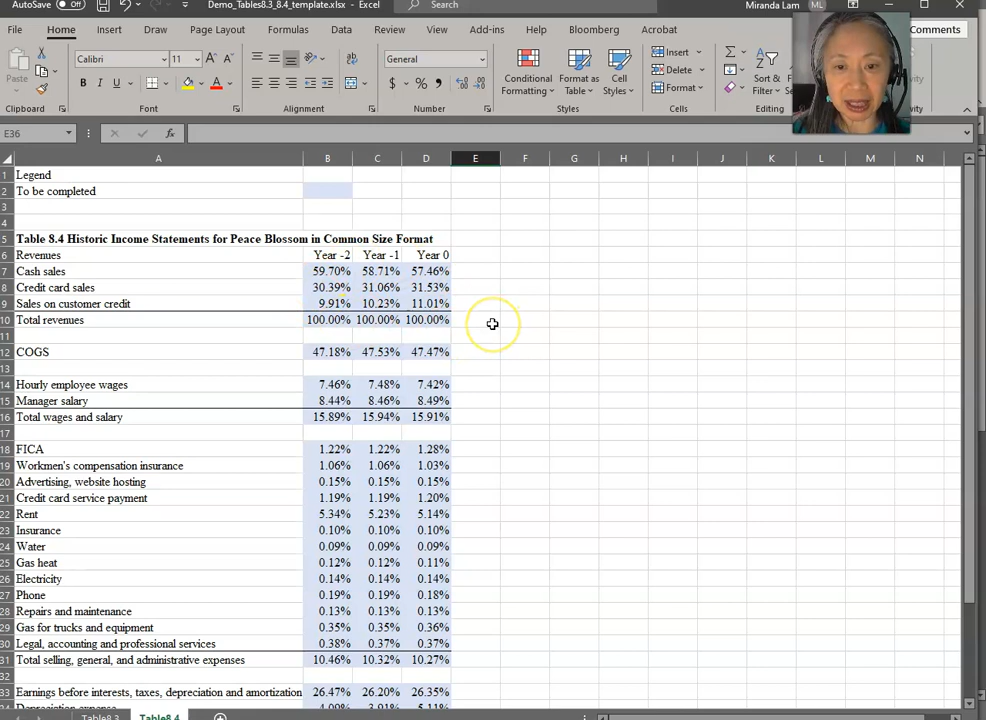 AutoSave Off Demo_Tables8.3_8.4_template.xlsx - Excel Search Miranda Lam ML
File Home Insert Draw Page Layout Formulas Data Review View Add-ins Help Bloomberg Acrobat Comments
Paste Calibri 11 General Conditional Formatting Format as Table Cell Styles Insert Delete Format Sort & Filter
Clipboard Font Alignment Number Styles Cells Editing
E36 fx
A B C D E F G H I J K L M N
1 Legend
2 To be completed
3
4
5 Table 8.4 Historic Income Statements for Peace Blossom in Common Size Format
6 Revenues Year -2 Year -1 Year 0
7 Cash sales 59.70% 58.71% 57.46%
8 Credit card sales 30.39% 31.06% 31.53%
9 Sales on customer credit 9.91% 10.23% 11.01%
10 Total revenues 100.00% 100.00% 100.00%
11
12 COGS 47.18% 47.53% 47.47%
13
14 Hourly employee wages 7.46% 7.48% 7.42%
15 Manager salary 8.44% 8.46% 8.49%
16 Total wages and salary 15.89% 15.94% 15.91%
17
18 FICA 1.22% 1.22% 1.28%
19 Workmen's compensation insurance 1.06% 1.06% 1.03%
20 Advertising, website hosting 0.15% 0.15% 0.15%
21 Credit card service payment 1.19% 1.19% 1.20%
22 Rent 5.34% 5.23% 5.14%
23 Insurance 0.10% 0.10% 0.10%
24 Water 0.09% 0.09% 0.09%
25 Gas heat 0.12% 0.12% 0.11%
26 Electricity 0.14% 0.14% 0.14%
27 Phone 0.19% 0.19% 0.18%
28 Repairs and maintenance 0.13% 0.13% 0.13%
29 Gas for trucks and equipment 0.35% 0.35% 0.36%
30 Legal, accounting and professional services 0.38% 0.37% 0.37%
31 Total selling, general, and administrative expenses 10.46% 10.32% 10.27%
32
33 Earnings before interests, taxes, depreciation and amortization 26.47% 26.20% 26.35%
34 Depreciation expense 4.09% 3.91% 5.11%
Table8.3 Table8.4